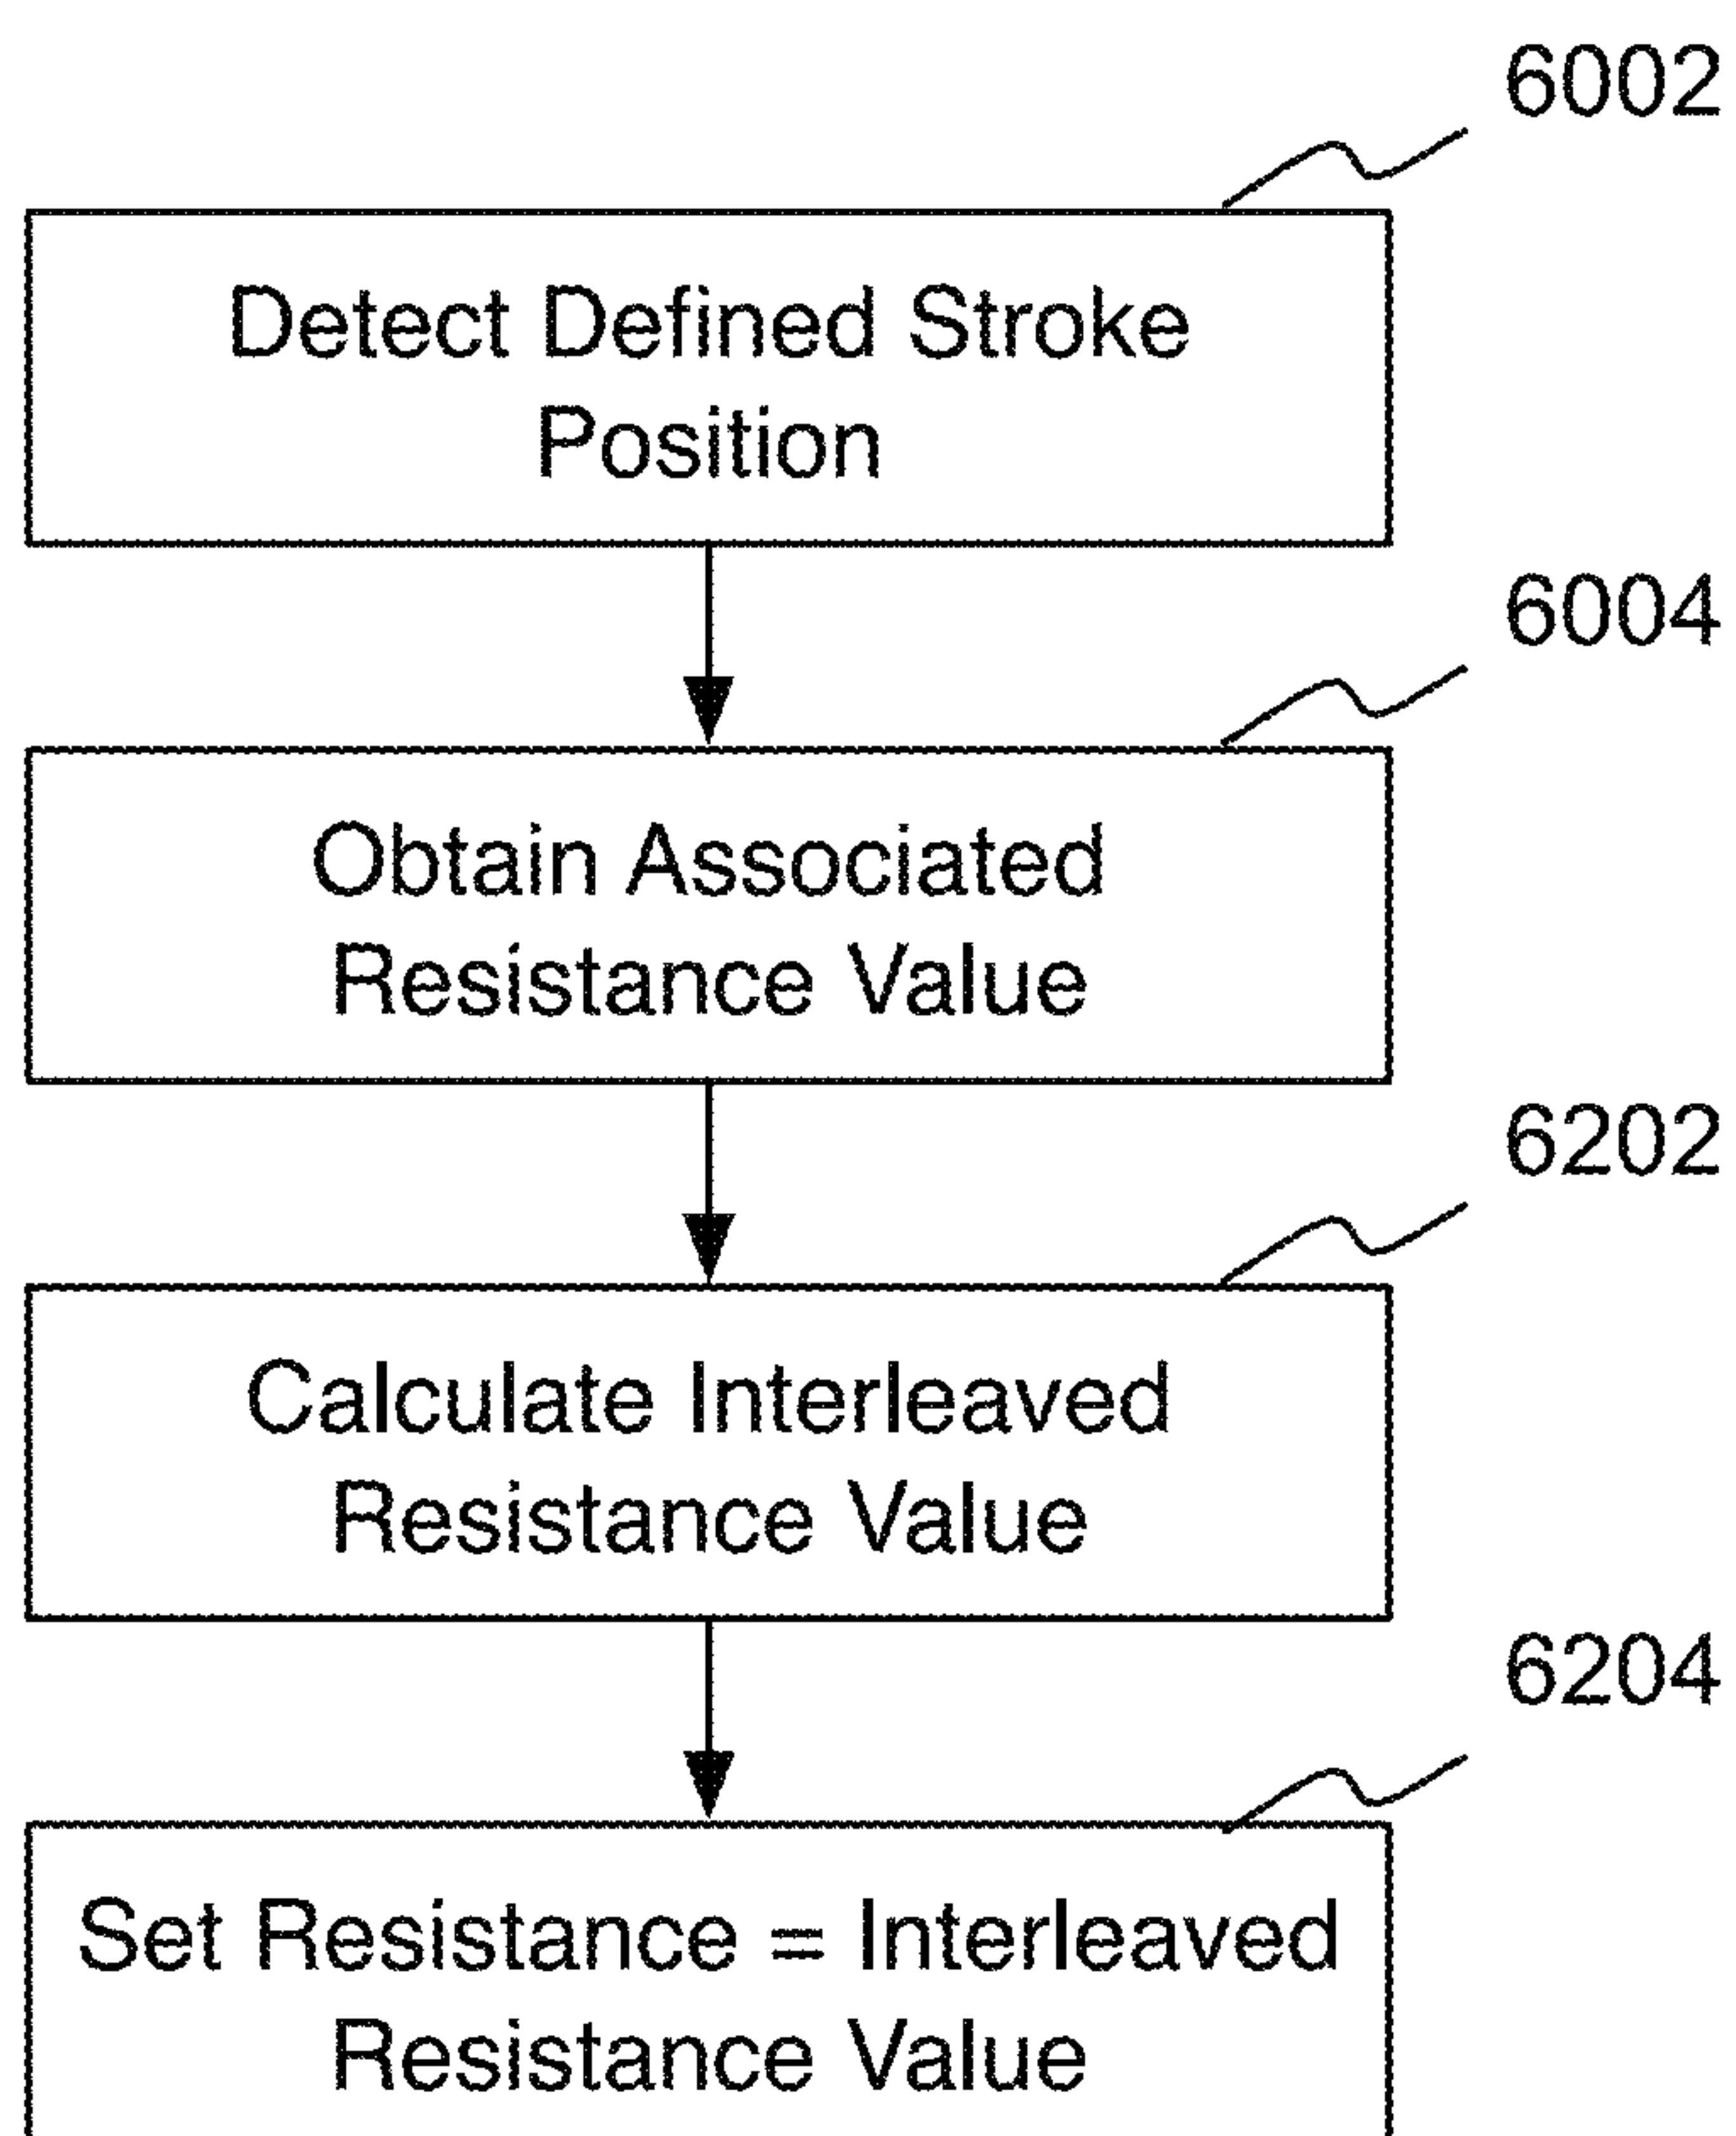 6002
Detect Defined Stroke
Position
6004
Obtain Associated
Resistance Value
6202
Calculate Interleaved
Resistance Value
6204
Set Resistance = Interleaved
Resistance Value